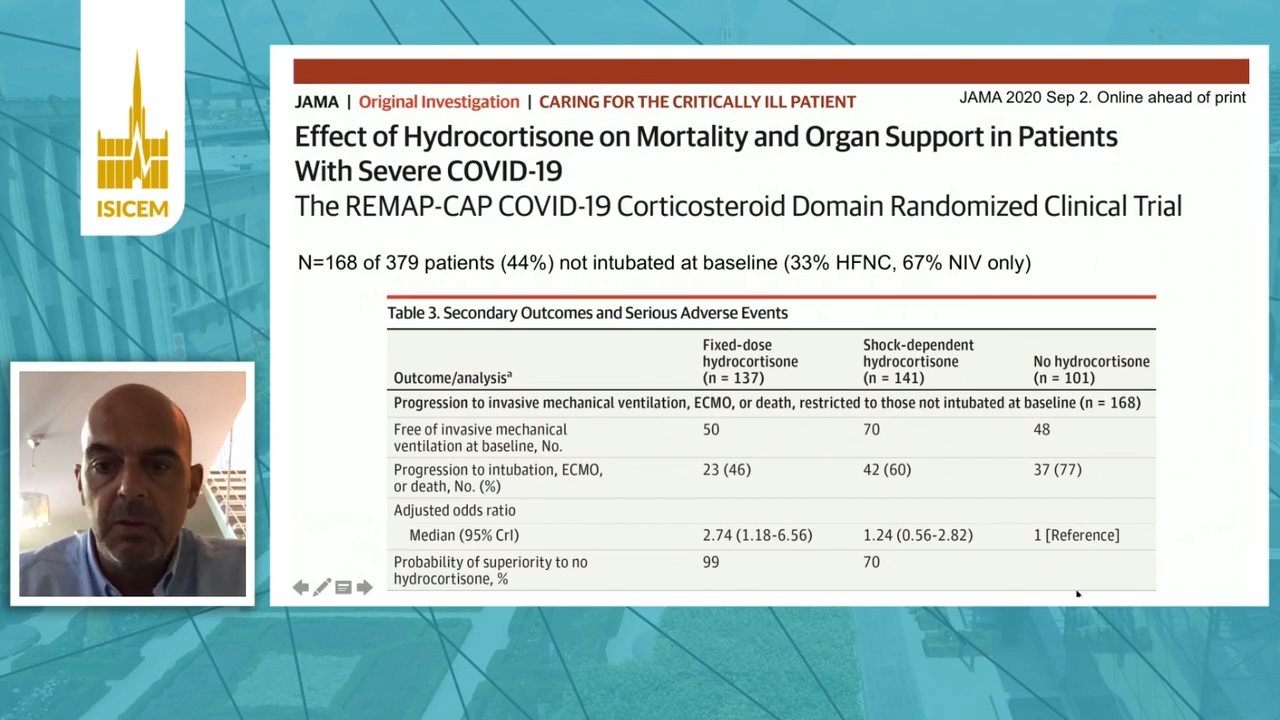 ISICEM
JAMA | Original Investigation | CARING FOR THE CRITICALLY ILL PATIENT
JAMA 2020 Sep 2. Online ahead of print
Effect of Hydrocortisone on Mortality and Organ Support in Patients
With Severe COVID-19
The REMAP-CAP COVID-19 Corticosteroid Domain Randomized Clinical Trial
N=168 of 379 patients (44%) not intubated at baseline (33% HFNC, 67% NIV only)
Table 3. Secondary Outcomes and Serious Adverse Events
Outcome/analysisᵃ
Fixed-dose
hydrocortisone
(n = 137)
Shock-dependent
hydrocortisone
(n = 141)
No hydrocortisone
(n = 101)
Progression to invasive mechanical ventilation, ECMO, or death, restricted to those not intubated at baseline (n = 168)
Free of invasive mechanical
ventilation at baseline, No.
50
70
48
Progression to intubation, ECMO,
or death, No. (%)
23 (46)
42 (60)
37 (77)
Adjusted odds ratio
Median (95% CrI)
2.74 (1.18-6.56)
1.24 (0.56-2.82)
1 [Reference]
Probability of superiority to no
hydrocortisone, %
99
70